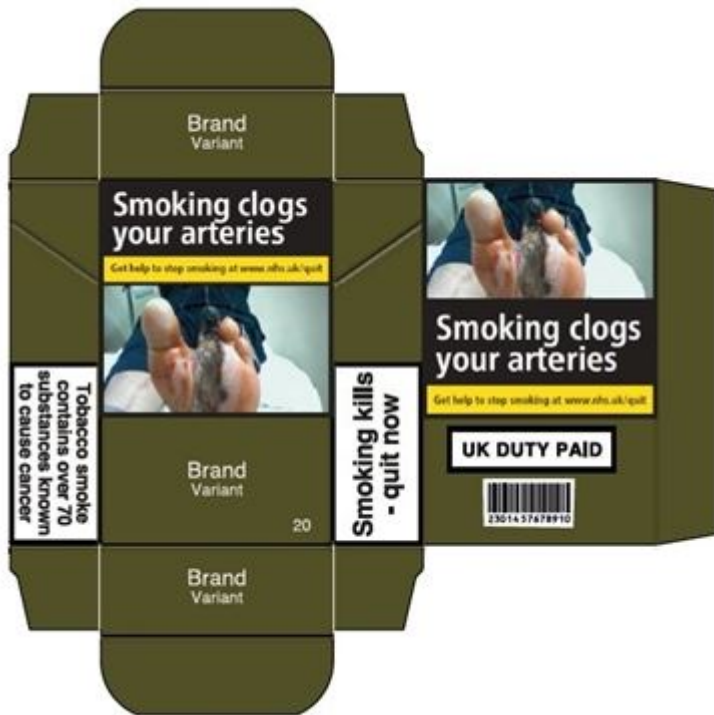 Brand
Variant
Smoking clogs
your arteries
Get help to stop smoking at www.nhs.uk/quit
Tobacco smoke
contains over 70
substances known
to cause cancer
Brand
Variant
20
Smoking kills
- quit now
Brand
Variant
Smoking clogs
your arteries
Get help to stop smoking at www.nhs.uk/quit
UK DUTY PAID
2301457678910